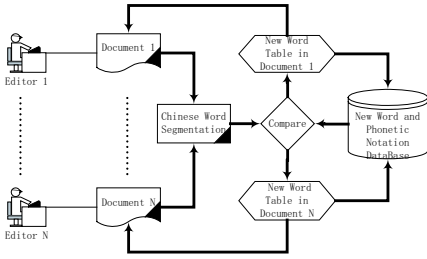 Document 1
New Word
Table in
Document 1
Editor 1
Chinese Word
Segmentation
Compare
New Word and
Phonetic
Notation
DataBase
Document N
New Word
Table in
Document N
Editor N